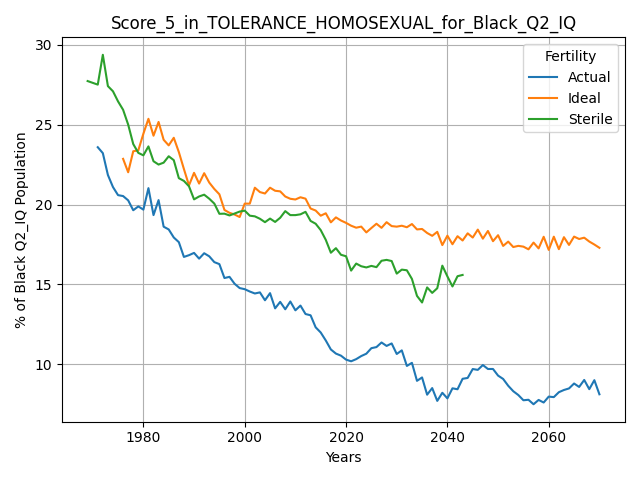 Score_5_in_TOLERANCE_HOMOSEXUAL_for_Black_Q2_IQ
Fertility
Actual
Ideal
Sterile
% of Black Q2_IQ Population
30
25
20
15
10
1980
2000
2020
2040
2060
Years